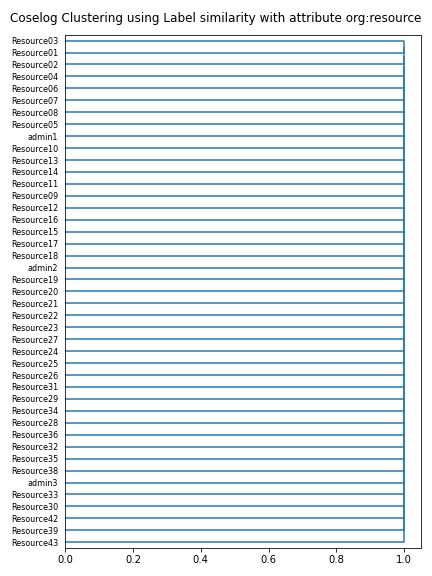 Coselog Clustering using Label similarity with attribute org:resource
Resource03
Resource01
Resource02
Resource04
Resource06
Resource07
Resource08
Resource05
admin1
Resource10
Resource13
Resource14
Resource11
Resource09
Resource12
Resource16
Resource15
Resource17
Resource18
admin2
Resource19
Resource20
Resource21
Resource22
Resource23
Resource27
Resource24
Resource25
Resource26
Resource31
Resource29
Resource34
Resource28
Resource36
Resource32
Resource35
Resource38
admin3
Resource33
Resource30
Resource42
Resource39
Resource43
0.0 0.2 0.4 0.6 0.8 1.0